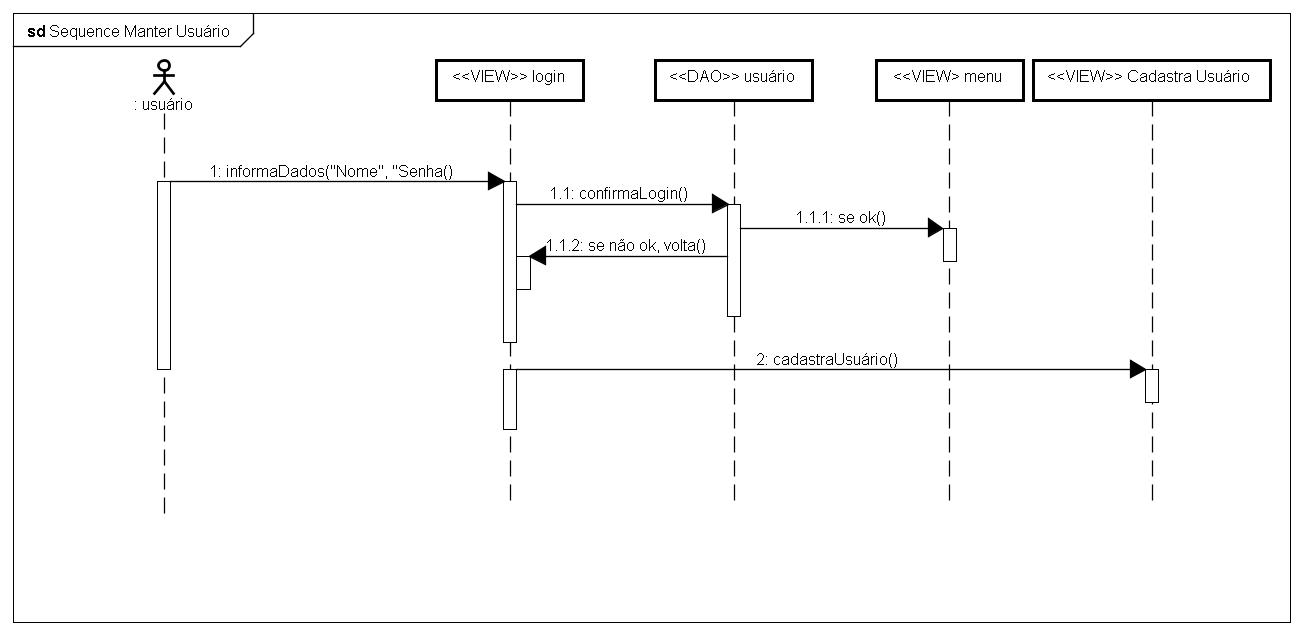 sd Sequence Manter Usuário
: usuário
<<VIEW>> login
<<DAO>> usuário
<<VIEW> menu
<<VIEW>> Cadastra Usuário
1: informaDados("Nome", "Senha()
1.1: confirmaLogin()
1.1.1: se ok()
1.1.2: se não ok, volta()
2: cadastraUsuário()